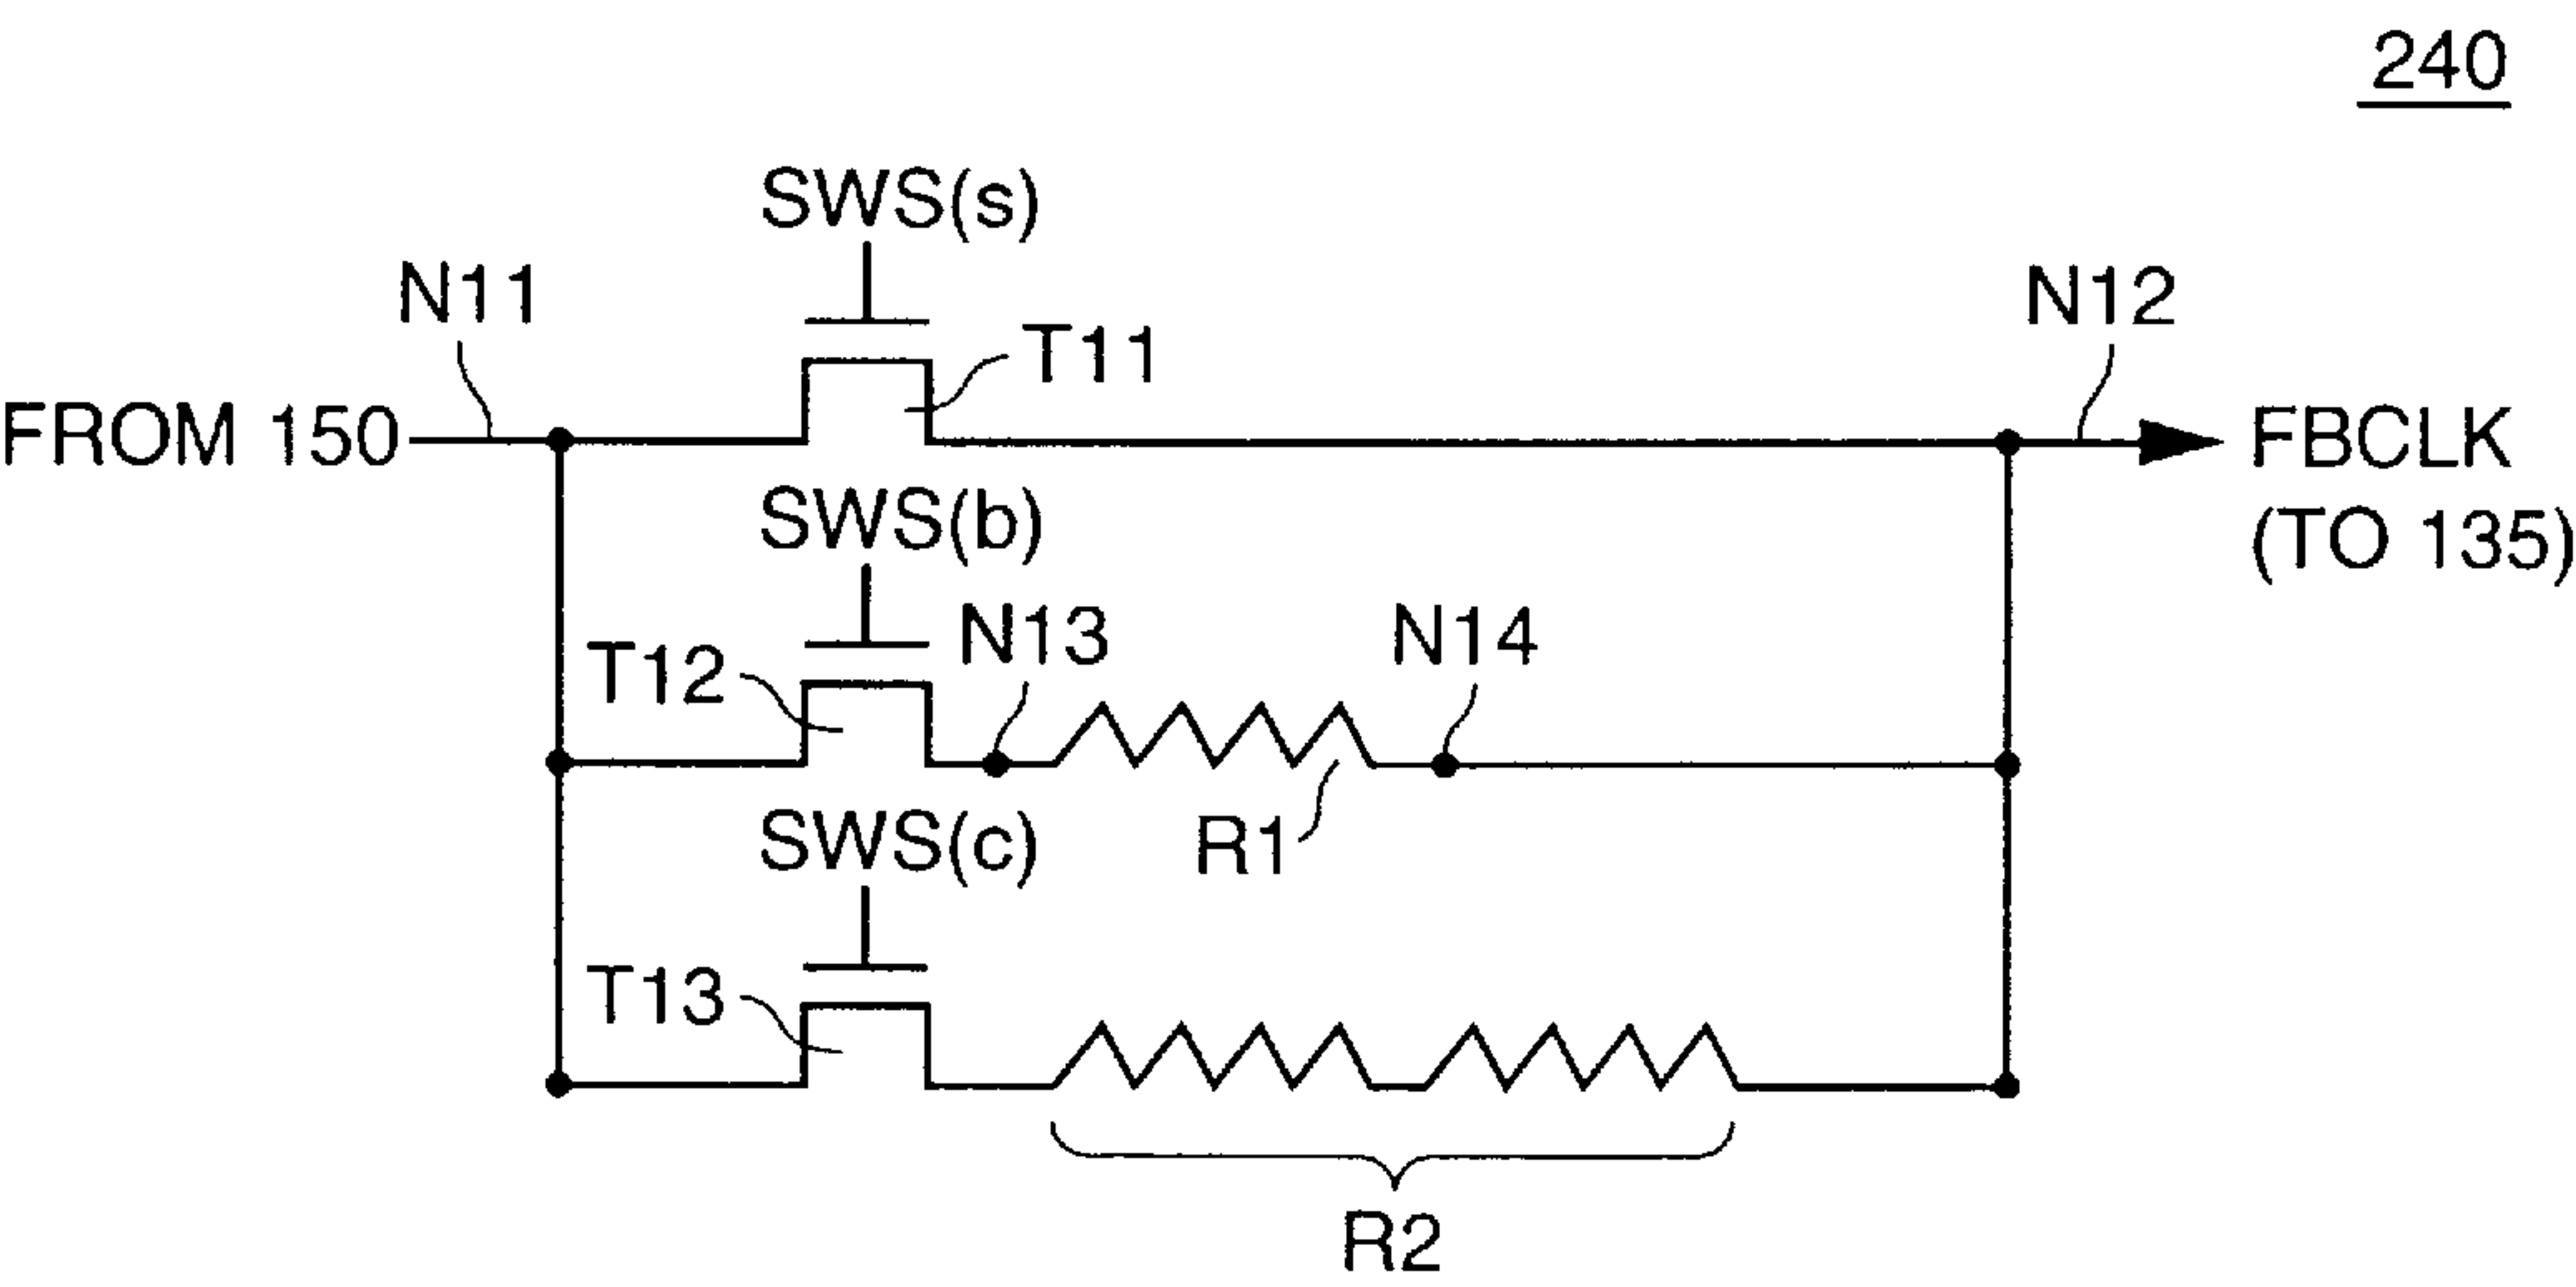 240
SWS(s)
N11
N12
T11
FROM 150
FBCLK
(TO 135)
SWS(b)
N13
N14
T12
R1
SWS(c)
T13
R2